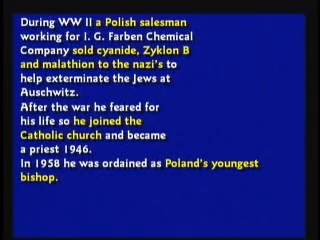 During WW II a Polish salesman
working for I. G. Farben Chemical
Company sold cyanide, Zyklon B
and malathion to the nazi's to
help exterminate the Jews at
Auschwitz.
After the war he feared for
his life so he joined the
Catholic church and became
a priest 1946.
In 1958 he was ordained as Poland's youngest
bishop.